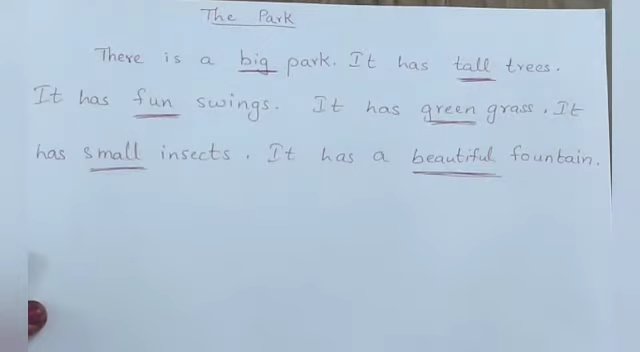 The Park
There is a big park. It has tall trees.
It has fun swings. It has green grass. It
has small insects. It has a beautiful fountain.